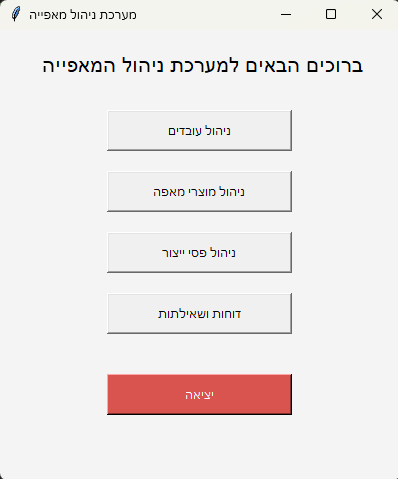 מערכת ניהול מאפייה
ברוכים הבאים למערכת ניהול המאפייה
ניהול עובדים
ניהול מוצרי מאפה
ניהול פסי ייצור
דוחות ושאילתות
יציאה